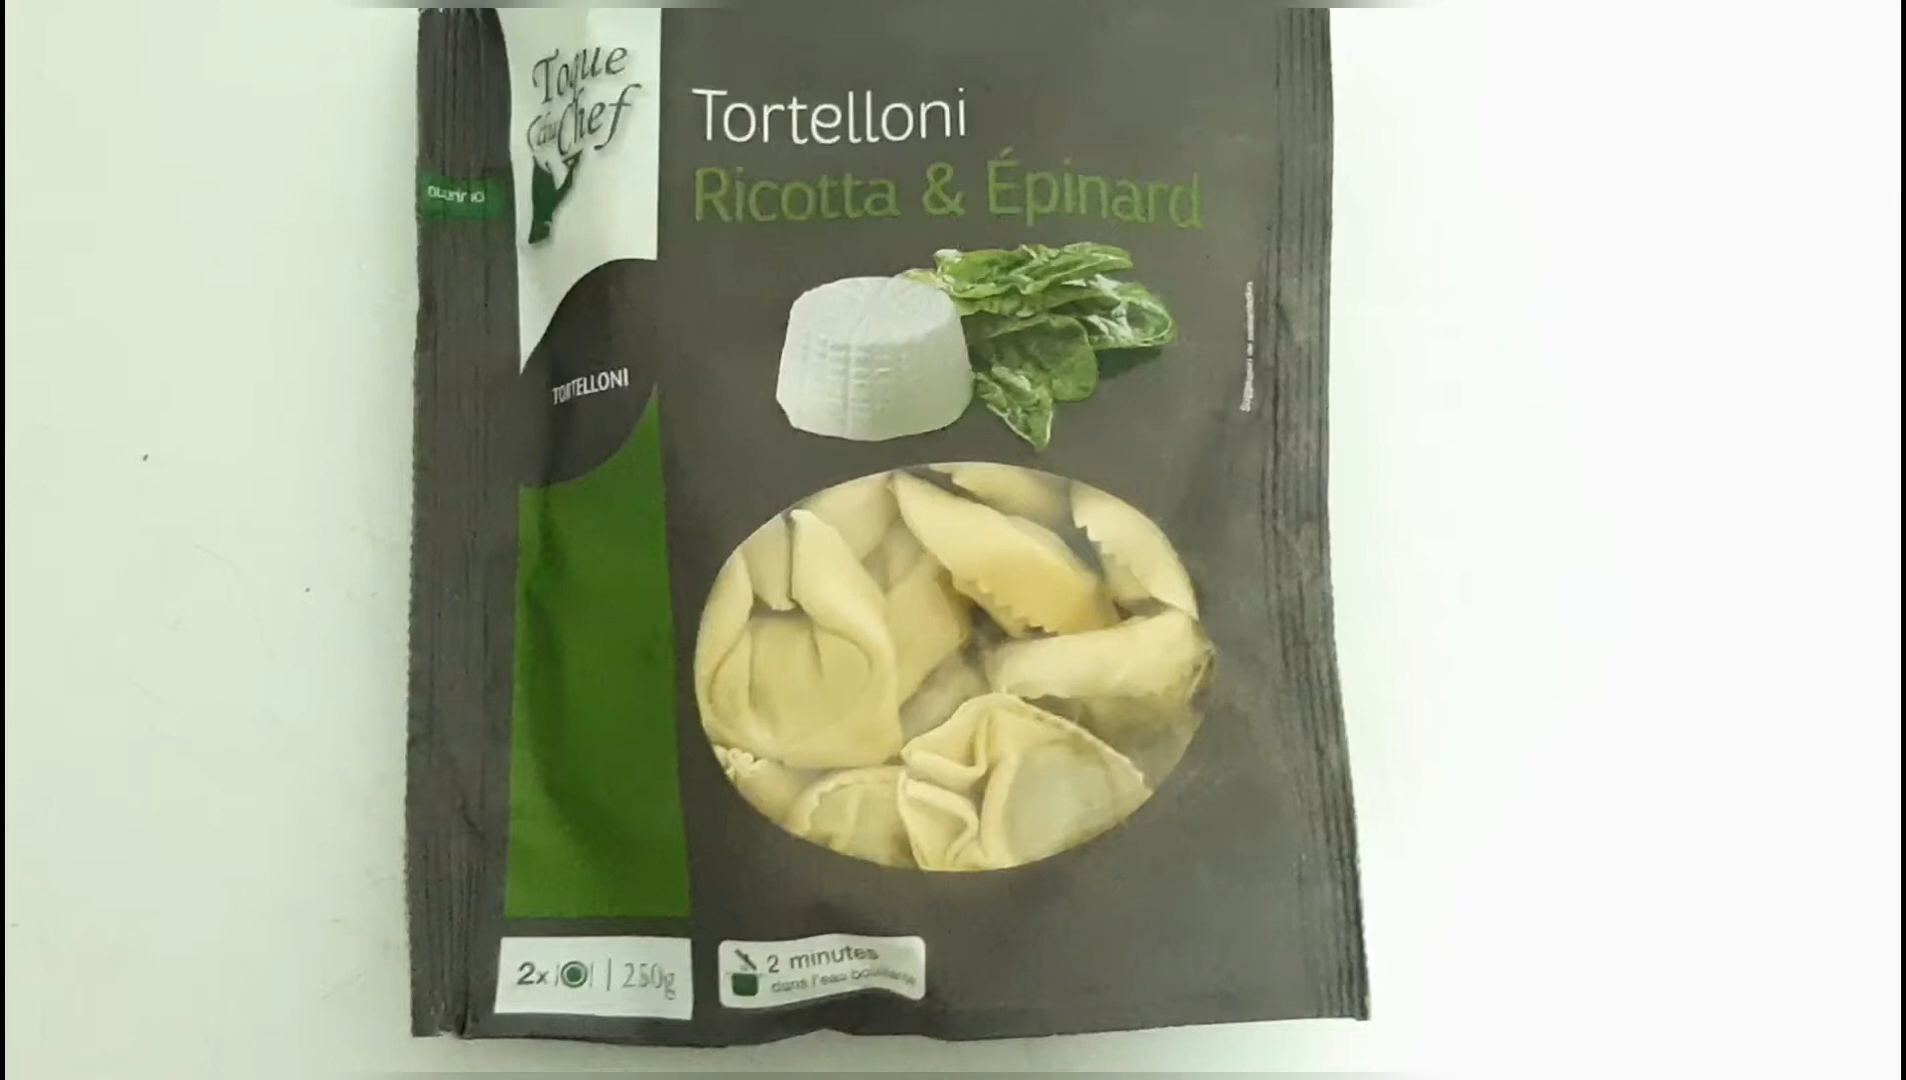 Toque
du Chef
Tortelloni
Ricotta & Épinard
TORTELLONI
2x | 250g
2 minutes
dans l'eau bouillante